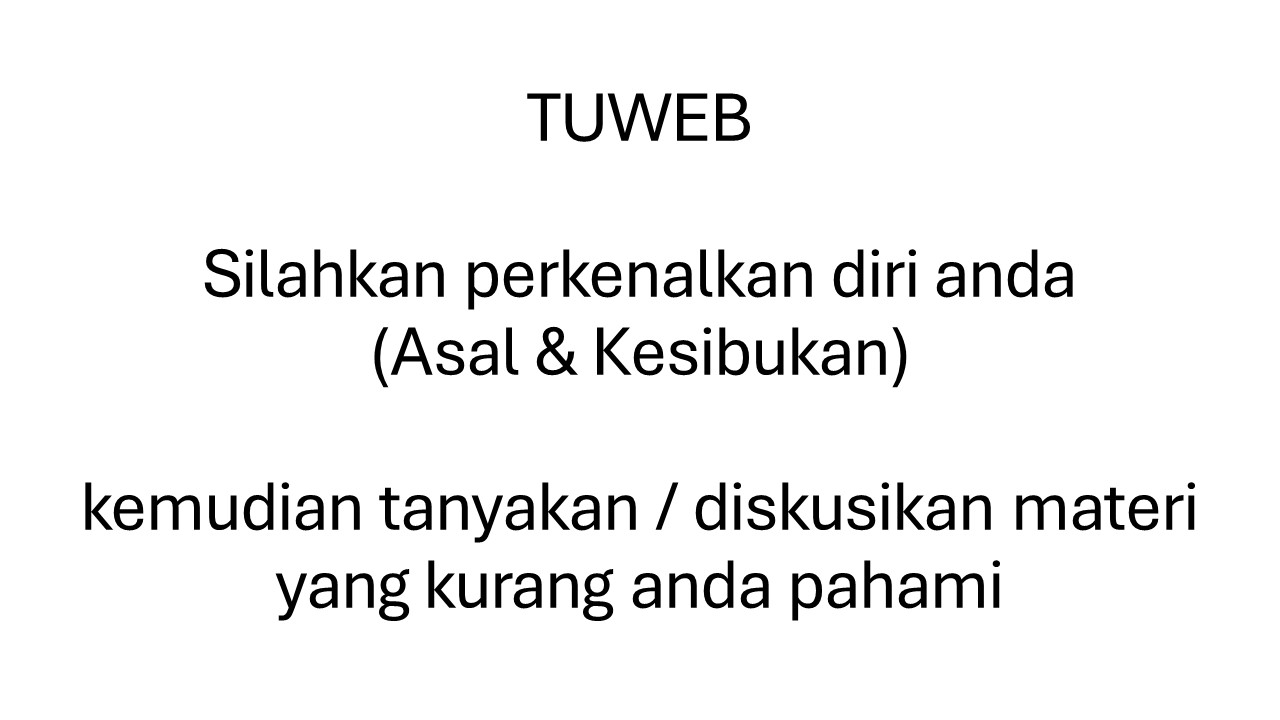 TUWEB
Silahkan perkenalkan diri anda
(Asal & Kesibukan)
kemudian tanyakan / diskusikan materi
yang kurang anda pahami